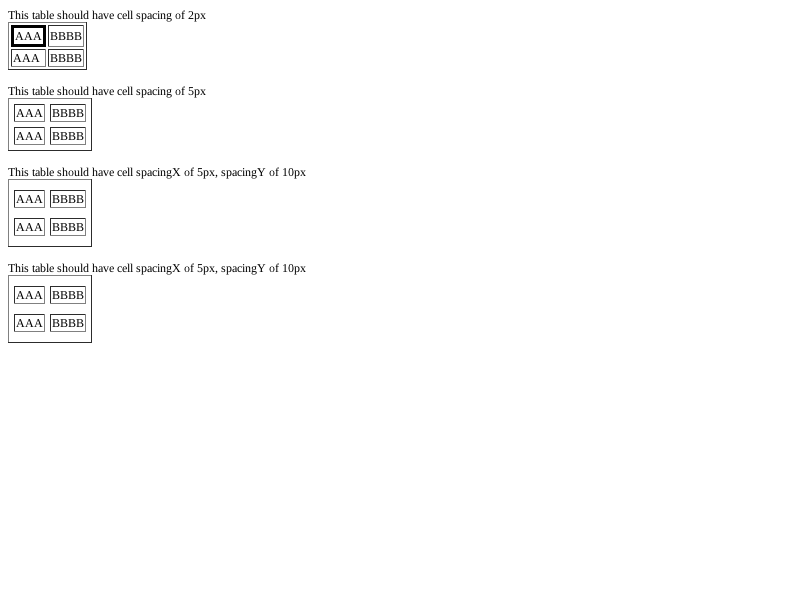 This table should have cell spacing of 2px
AAA BBBB
AAA BBBB
This table should have cell spacing of 5px
AAA BBBB
AAA BBBB
This table should have cell spacingX of 5px, spacingY of 10px
AAA BBBB
AAA BBBB
This table should have cell spacingX of 5px, spacingY of 10px
AAA BBBB
AAA BBBB